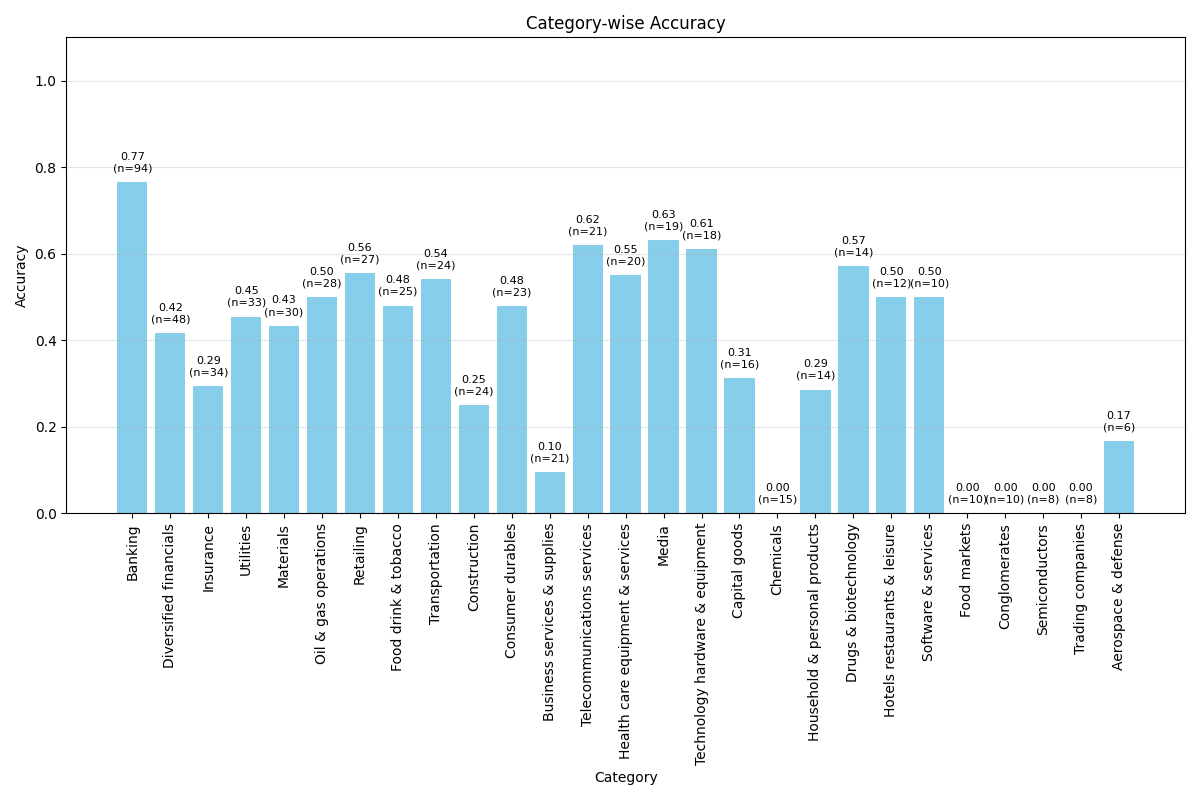 Category-wise Accuracy
Accuracy
1.0
0.8
0.6
0.4
0.2
0.0
0.77
(n=94)
0.42
(n=48)
0.29
(n=34)
0.45
(n=33)
0.43
(n=30)
0.50
(n=28)
0.56
(n=27)
0.48
(n=25)
0.54
(n=24)
0.25
(n=24)
0.48
(n=23)
0.10
(n=21)
0.62
(n=21)
0.55
(n=20)
0.63
(n=19)
0.61
(n=18)
0.31
(n=16)
0.00
(n=15)
0.29
(n=14)
0.57
(n=14)
0.50
(n=12)
0.50
(n=10)
0.00
(n=10)
0.00
(n=10)
0.00
(n=8)
0.00
(n=8)
0.17
(n=6)
Banking
Diversified financials
Insurance
Utilities
Materials
Oil & gas operations
Retailing
Food drink & tobacco
Transportation
Construction
Consumer durables
Business services & supplies
Telecommunications services
Health care equipment & services
Media
Technology hardware & equipment
Capital goods
Chemicals
Household & personal products
Drugs & biotechnology
Hotels restaurants & leisure
Software & services
Food markets
Conglomerates
Semiconductors
Trading companies
Aerospace & defense
Category